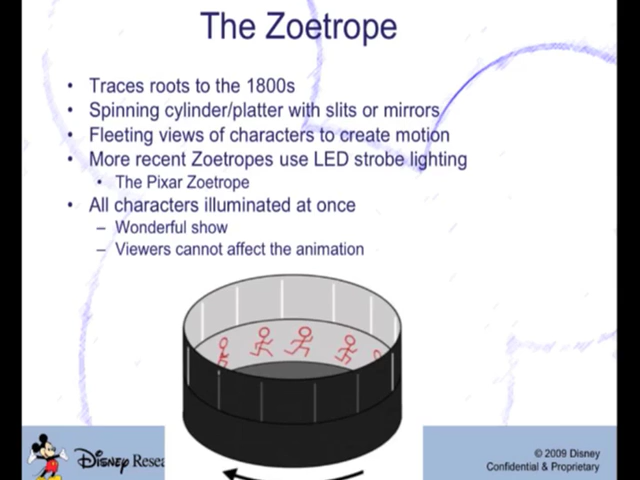 The Zoetrope
• Traces roots to the 1800s
• Spinning cylinder/platter with slits or mirrors
• Fleeting views of characters to create motion
• More recent Zoetropes use LED strobe lighting
• The Pixar Zoetrope
• All characters illuminated at once
– Wonderful show
– Viewers cannot affect the animation
Disney Resea
© 2009 Disney
Confidential & Proprietary